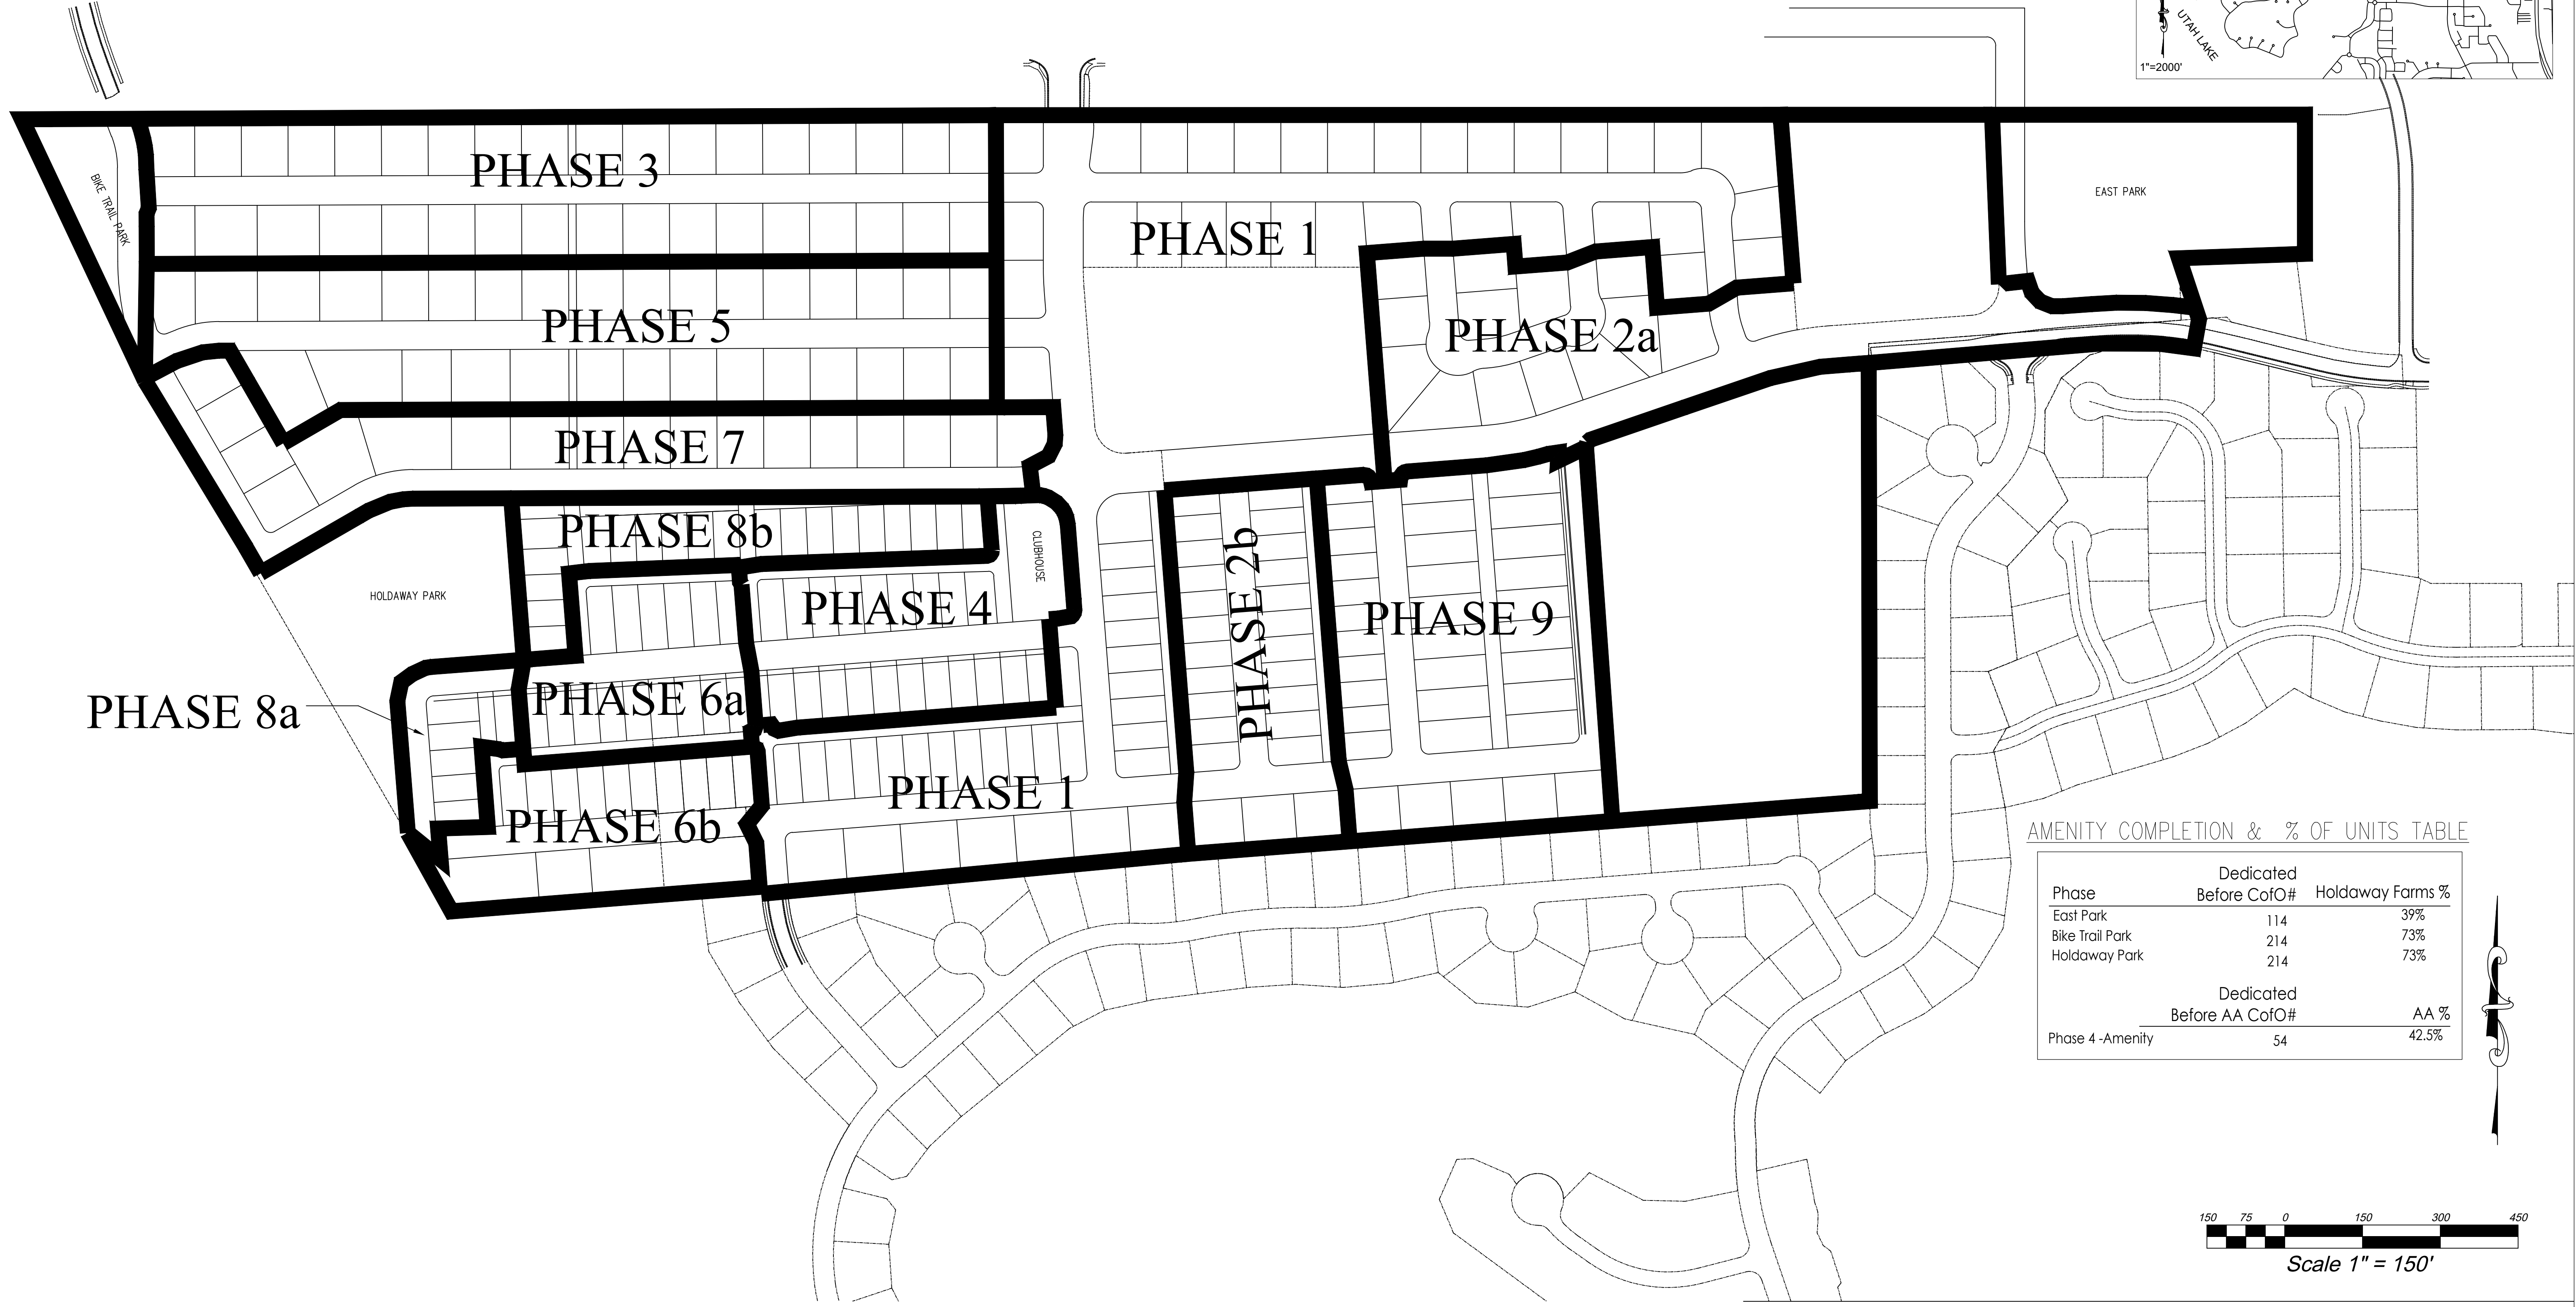 UTAH LAKE
1"=2000'
BIKE TRAIL PARK
PHASE 3
PHASE 1
EAST PARK
PHASE 5
PHASE 2a
PHASE 7
PHASE 8b
CLUBHOUSE
HOLDAWAY PARK
PHASE 4
PHASE 2b
PHASE 9
PHASE 8a
PHASE 6a
PHASE 6b
PHASE 1
AMENITY COMPLETION & % OF UNITS TABLE
Dedicated
Phase Before CofO# Holdaway Farms %
East Park 114 39%
Bike Trail Park 214 73%
Holdaway Park 214 73%
Dedicated
Before AA CofO# AA %
Phase 4 -Amenity 54 42.5%
150 75 0 150 300 450
Scale 1" = 150'